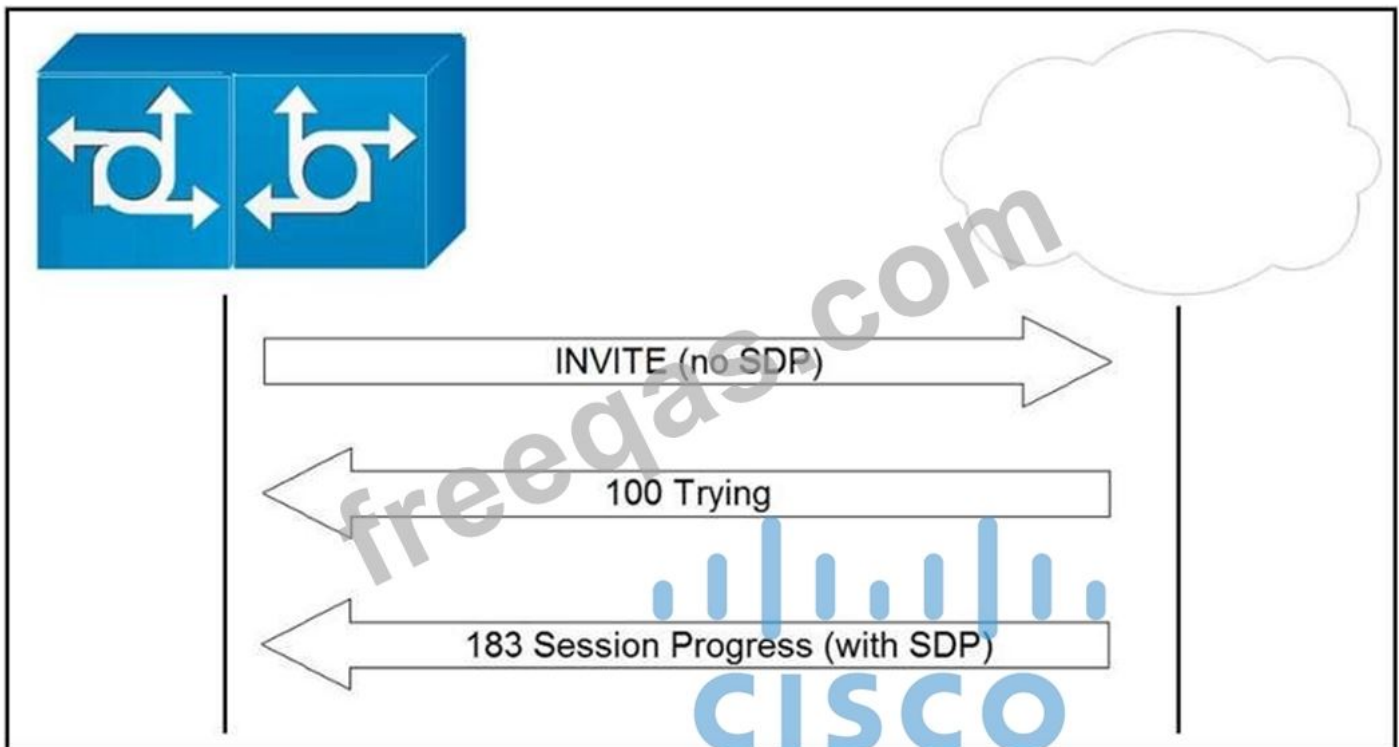 INVITE (no SDP)
freeqas.com
100 Trying
183 Session Progress (with SDP)
CISCO